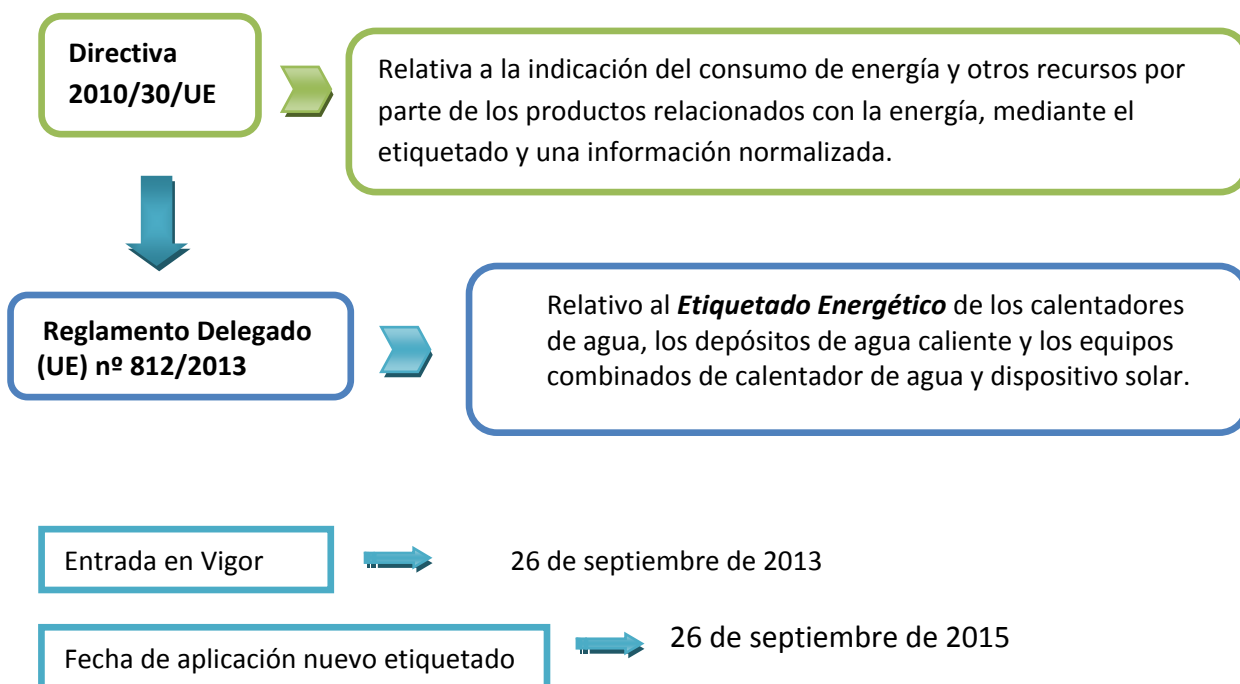 Directiva
2010/30/UE
Relativa a la indicación del consumo de energía y otros recursos por
parte de los productos relacionados con la energía, mediante el
etiquetado y una información normalizada.
Reglamento Delegado
(UE) nº 812/2013
Relativo al Etiquetado Energético de los calentadores
de agua, los depósitos de agua caliente y los equipos
combinados de calentador de agua y dispositivo solar.
Entrada en Vigor
26 de septiembre de 2013
Fecha de aplicación nuevo etiquetado
26 de septiembre de 2015